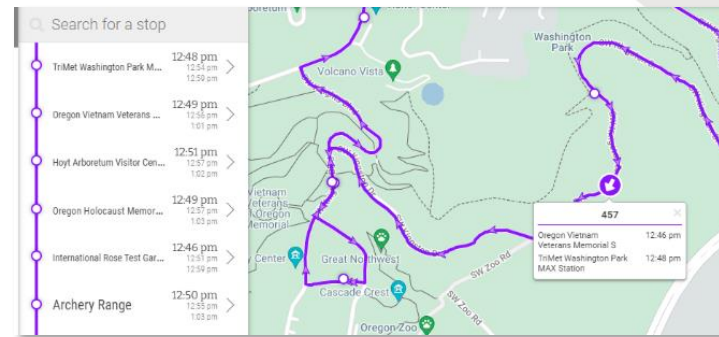 Search for a stop
TriMet Washington Park M...
12:48 pm
12:54 pm
12:59 pm
Oregon Vietnam Veterans ...
12:49 pm
12:56 pm
1:01 pm
Hoyt Arboretum Visitor Cen...
12:51 pm
12:57 pm
1:02 pm
Oregon Holocaust Memor...
12:49 pm
12:57 pm
1:03 pm
International Rose Test Gar...
12:46 pm
12:51 pm
12:59 pm
Archery Range
12:50 pm
12:55 pm
1:03 pm
Washington
Park
Volcano Vista
Vietnam
Veterans
Oregon
Memorial
Center
Great Northwest
Cascade Crest
Oregon Zoo
SW Zoo Rd
SW Zoo Rd
457
Oregon Vietnam
Veterans Memorial S
12:46 pm
TriMet Washington Park
MAX Station
12:48 pm